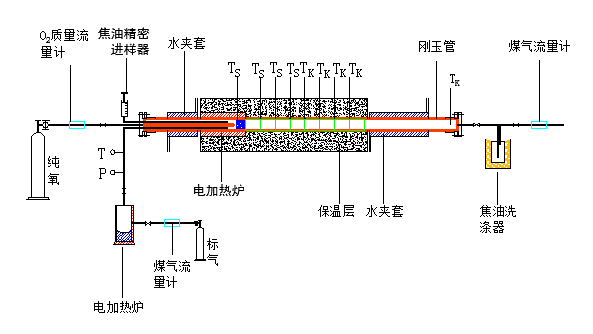 O2质量流
量计
焦油精密
进样器
水夹套
TS TS TS TS TK TK TK TK
刚玉管
煤气流量计
TK
纯
氧
T
P
电加热炉
保温层
水夹套
焦油洗
涤器
标
气
煤气流
量计
电加热炉